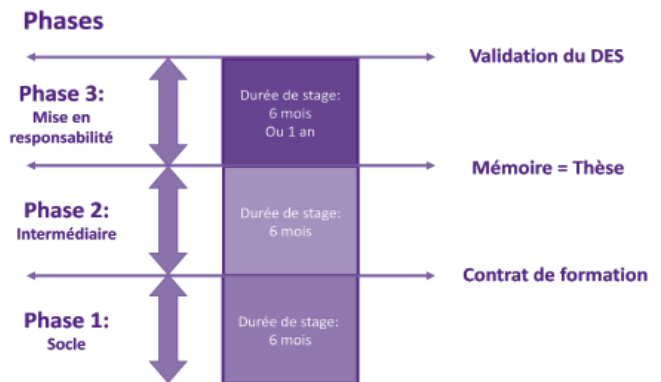 Phases
Validation du DES
Phase 3:
Mise en
responsabilité
Durée de stage:
6 mois
Ou 1 an
Mémoire = Thèse
Phase 2:
Intermédiaire
Durée de stage:
6 mois
Contrat de formation
Phase 1:
Socle
Durée de stage:
6 mois